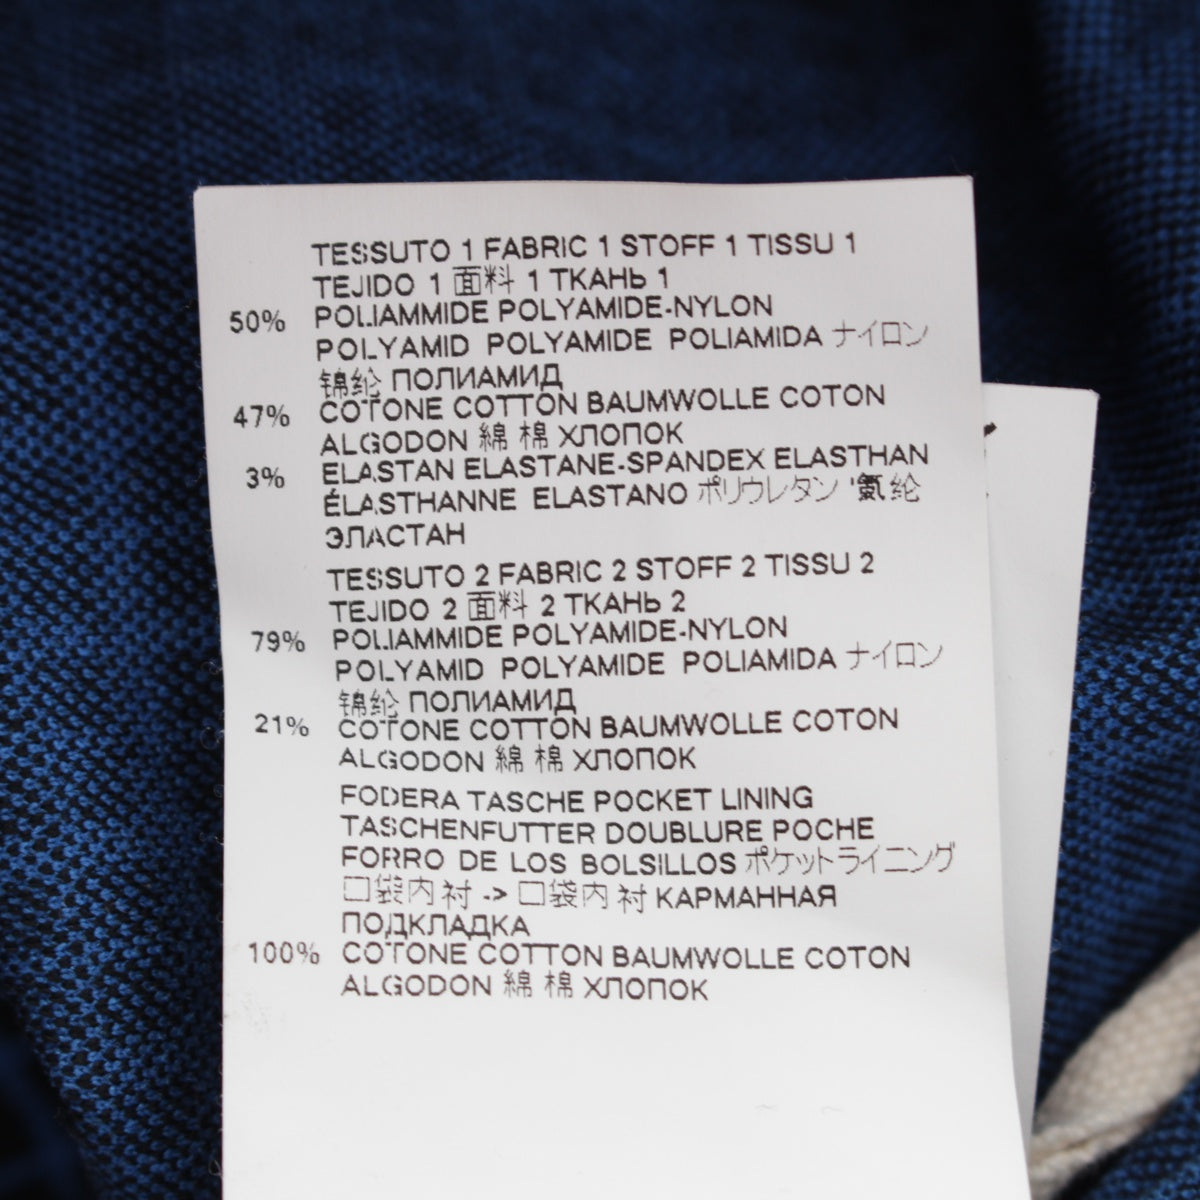 TESSUTO 1 FABRIC 1 STOFF 1 TISSU 1
TEJIDO 1 面料 1 ТКАНЬ 1
50% POLIAMMIDE POLYAMIDE-NYLON
POLYAMID POLYAMIDE POLIAMIDA ナイロン
锦纶 ПОЛИАМИД
47% COTONE COTTON BAUMWOLLE COTON
ALGODON 綿 棉 ХЛОПОК
3% ELASTAN ELASTANE-SPANDEX ELASTHAN
ÉLASTHANNE ELASTANO ポリウレタン '氨纶
ЭЛАСТАН
TESSUTO 2 FABRIC 2 STOFF 2 TISSU 2
TEJIDO 2 面料 2 ТКАНЬ 2
79% POLIAMMIDE POLYAMIDE-NYLON
POLYAMID POLYAMIDE POLIAMIDA ナイロン
锦纶 ПОЛИАМИД
21% COTONE COTTON BAUMWOLLE COTON
ALGODON 綿 棉 ХЛОПОК
FODERA TASCHE POCKET LINING
TASCHENFUTTER DOUBLURE POCHE
FORRO DE LOS BOLSILLOS ポケットライニング
口袋内衬 -> 口袋内衬 КАРМАННАЯ
ПОДКЛАДКА
100% COTONE COTTON BAUMWOLLE COTON
ALGODON 綿 棉 ХЛОПОК